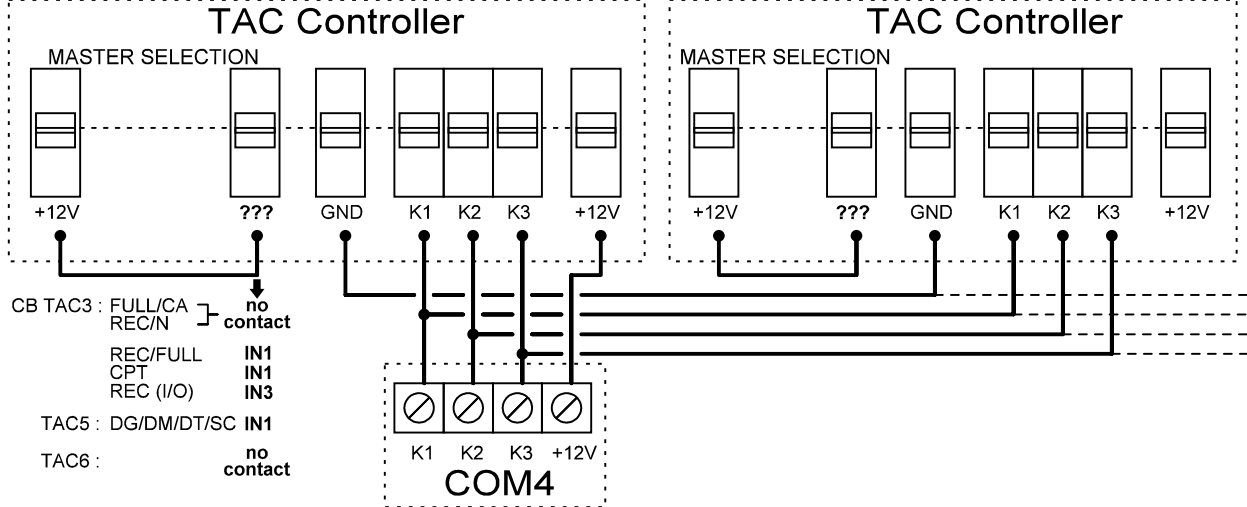 TAC Controller
MASTER SELECTION
+12V ??? GND K1 K2 K3 +12V
TAC Controller
MASTER SELECTION
+12V ??? GND K1 K2 K3 +12V
CB TAC3 : FULL/CA no
REC/N contact
REC/FULL IN1
CPT IN1
REC (I/O) IN3
TAC5 : DG/DM/DT/SC IN1
TAC6 : no
contact
K1 K2 K3 +12V
COM4